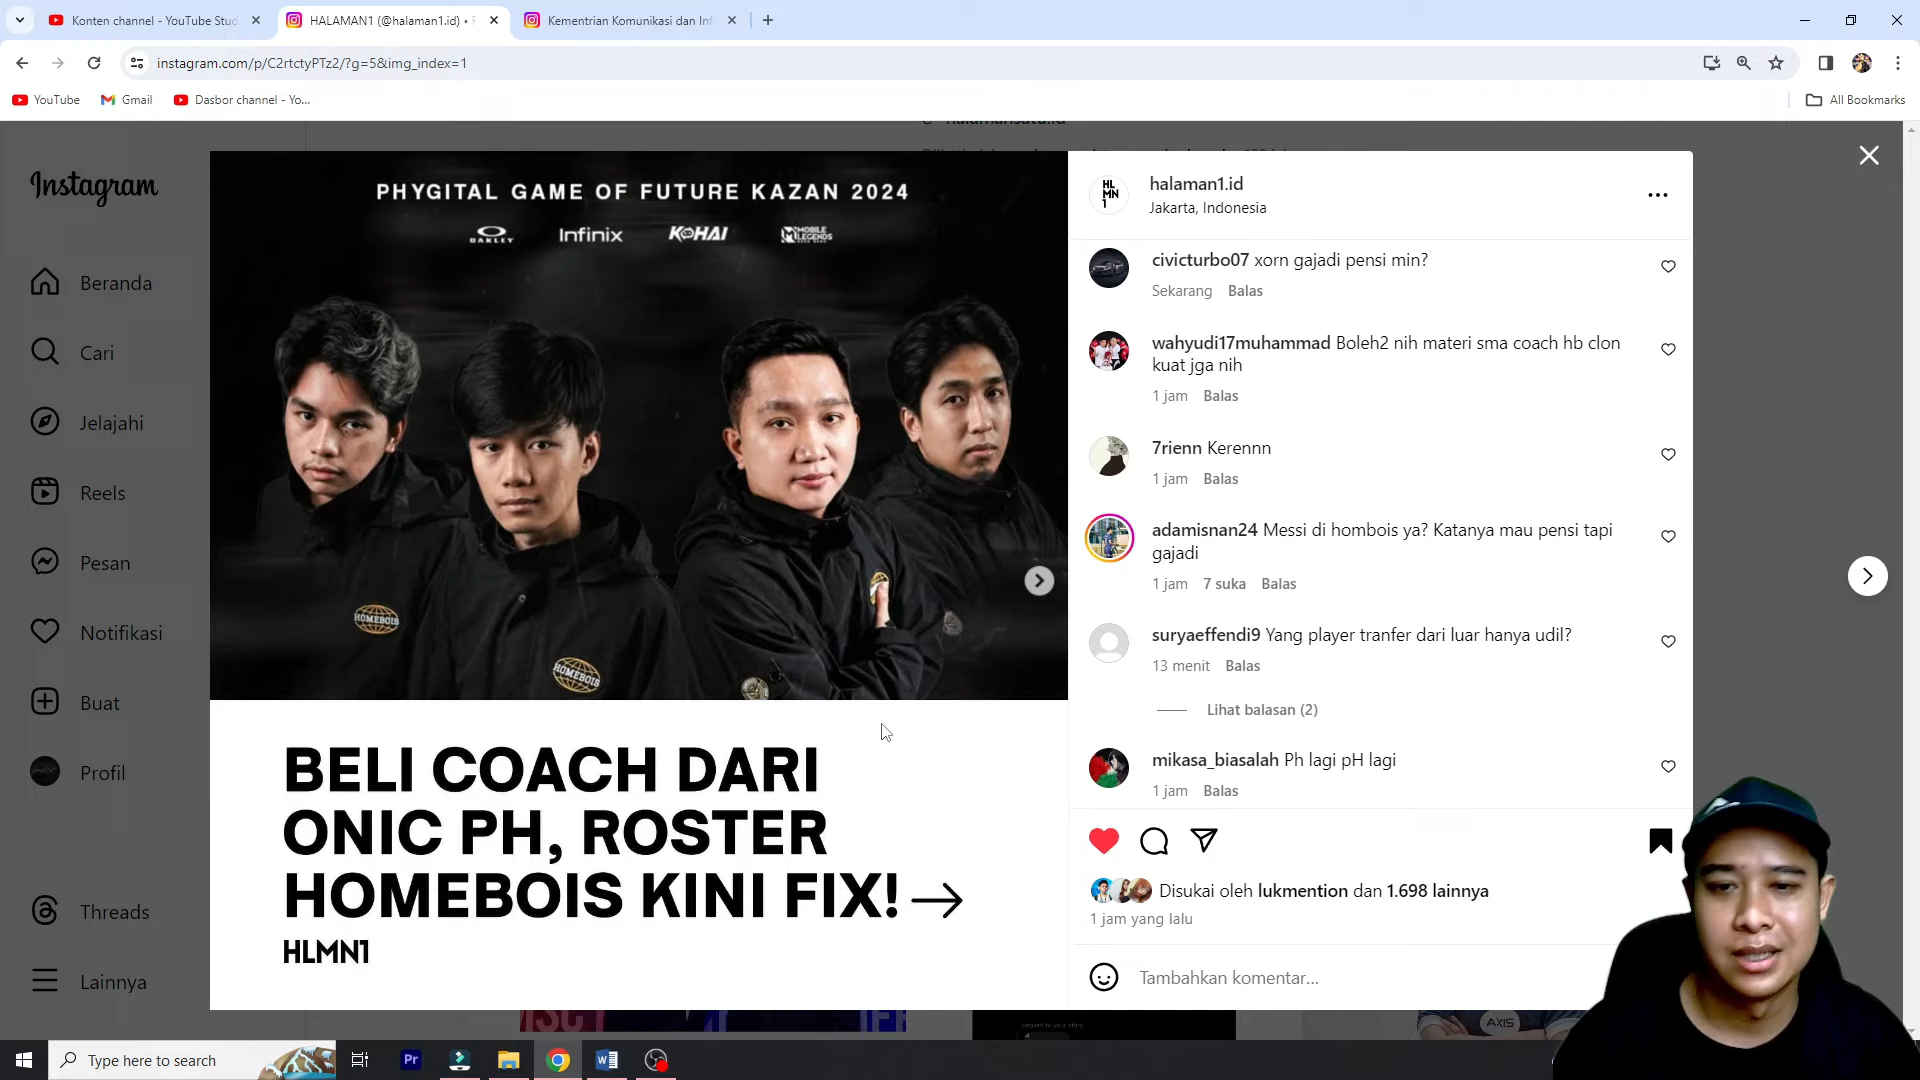 Konten channel - YouTube Stud
HALAMAN1 (@halaman1.id) •
Kementrian Komunikasi dan Inf
instagram.com/p/C2rtctyPTz2/?g=5&img_index=1
YouTube
Gmail
Dasbor channel - Yo...
All Bookmarks
Instagram
Beranda
Cari
Jelajahi
Reels
Pesan
Notifikasi
Buat
Profil
Threads
Lainnya
PHYGITAL GAME OF FUTURE KAZAN 2024
OAKLEY Infinix KOHAI MOBILE LEGENDS
HOMEBOIS
HOMEBOIS
BELI COACH DARI
ONIC PH, ROSTER
HOMEBOIS KINI FIX!→
HLMN1
HL
MN
1
halaman1.id
Jakarta, Indonesia
civicturbo07 xorn gajadi pensi min?
Sekarang Balas
wahyudi17muhammad Boleh2 nih materi sma coach hb clon
kuat jga nih
1 jam Balas
7rienn Kerennn
1 jam Balas
adamisnan24 Messi di hombois ya? Katanya mau pensi tapi
gajadi
1 jam 7 suka Balas
suryaeffendi9 Yang player tranfer dari luar hanya udil?
13 menit Balas
Lihat balasan (2)
mikasa_biasalah Ph lagi pH lagi
1 jam Balas
Disukai oleh lukmention dan 1.698 lainnya
1 jam yang lalu
Tambahkan komentar...
AXIS
Type here to search
Pr